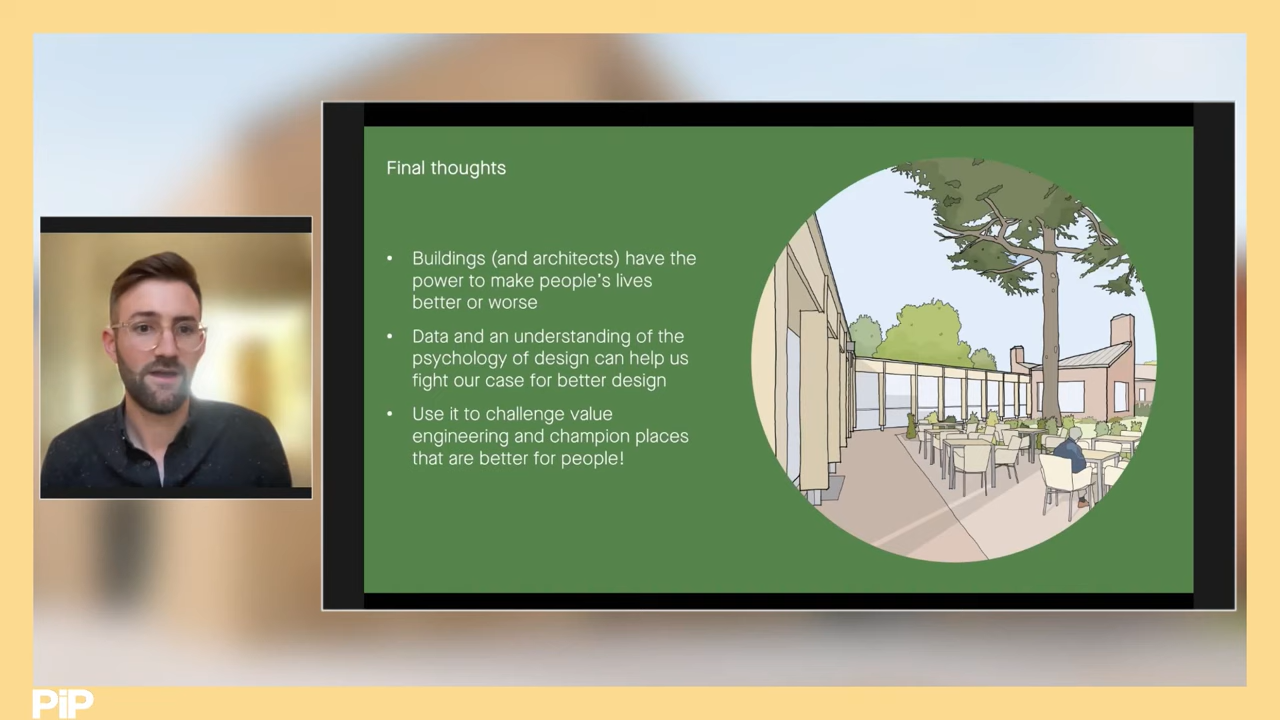 Final thoughts
• Buildings (and architects) have the
power to make people's lives
better or worse
• Data and an understanding of the
psychology of design can help us
fight our case for better design
• Use it to challenge value
engineering and champion places
that are better for people!
PiP